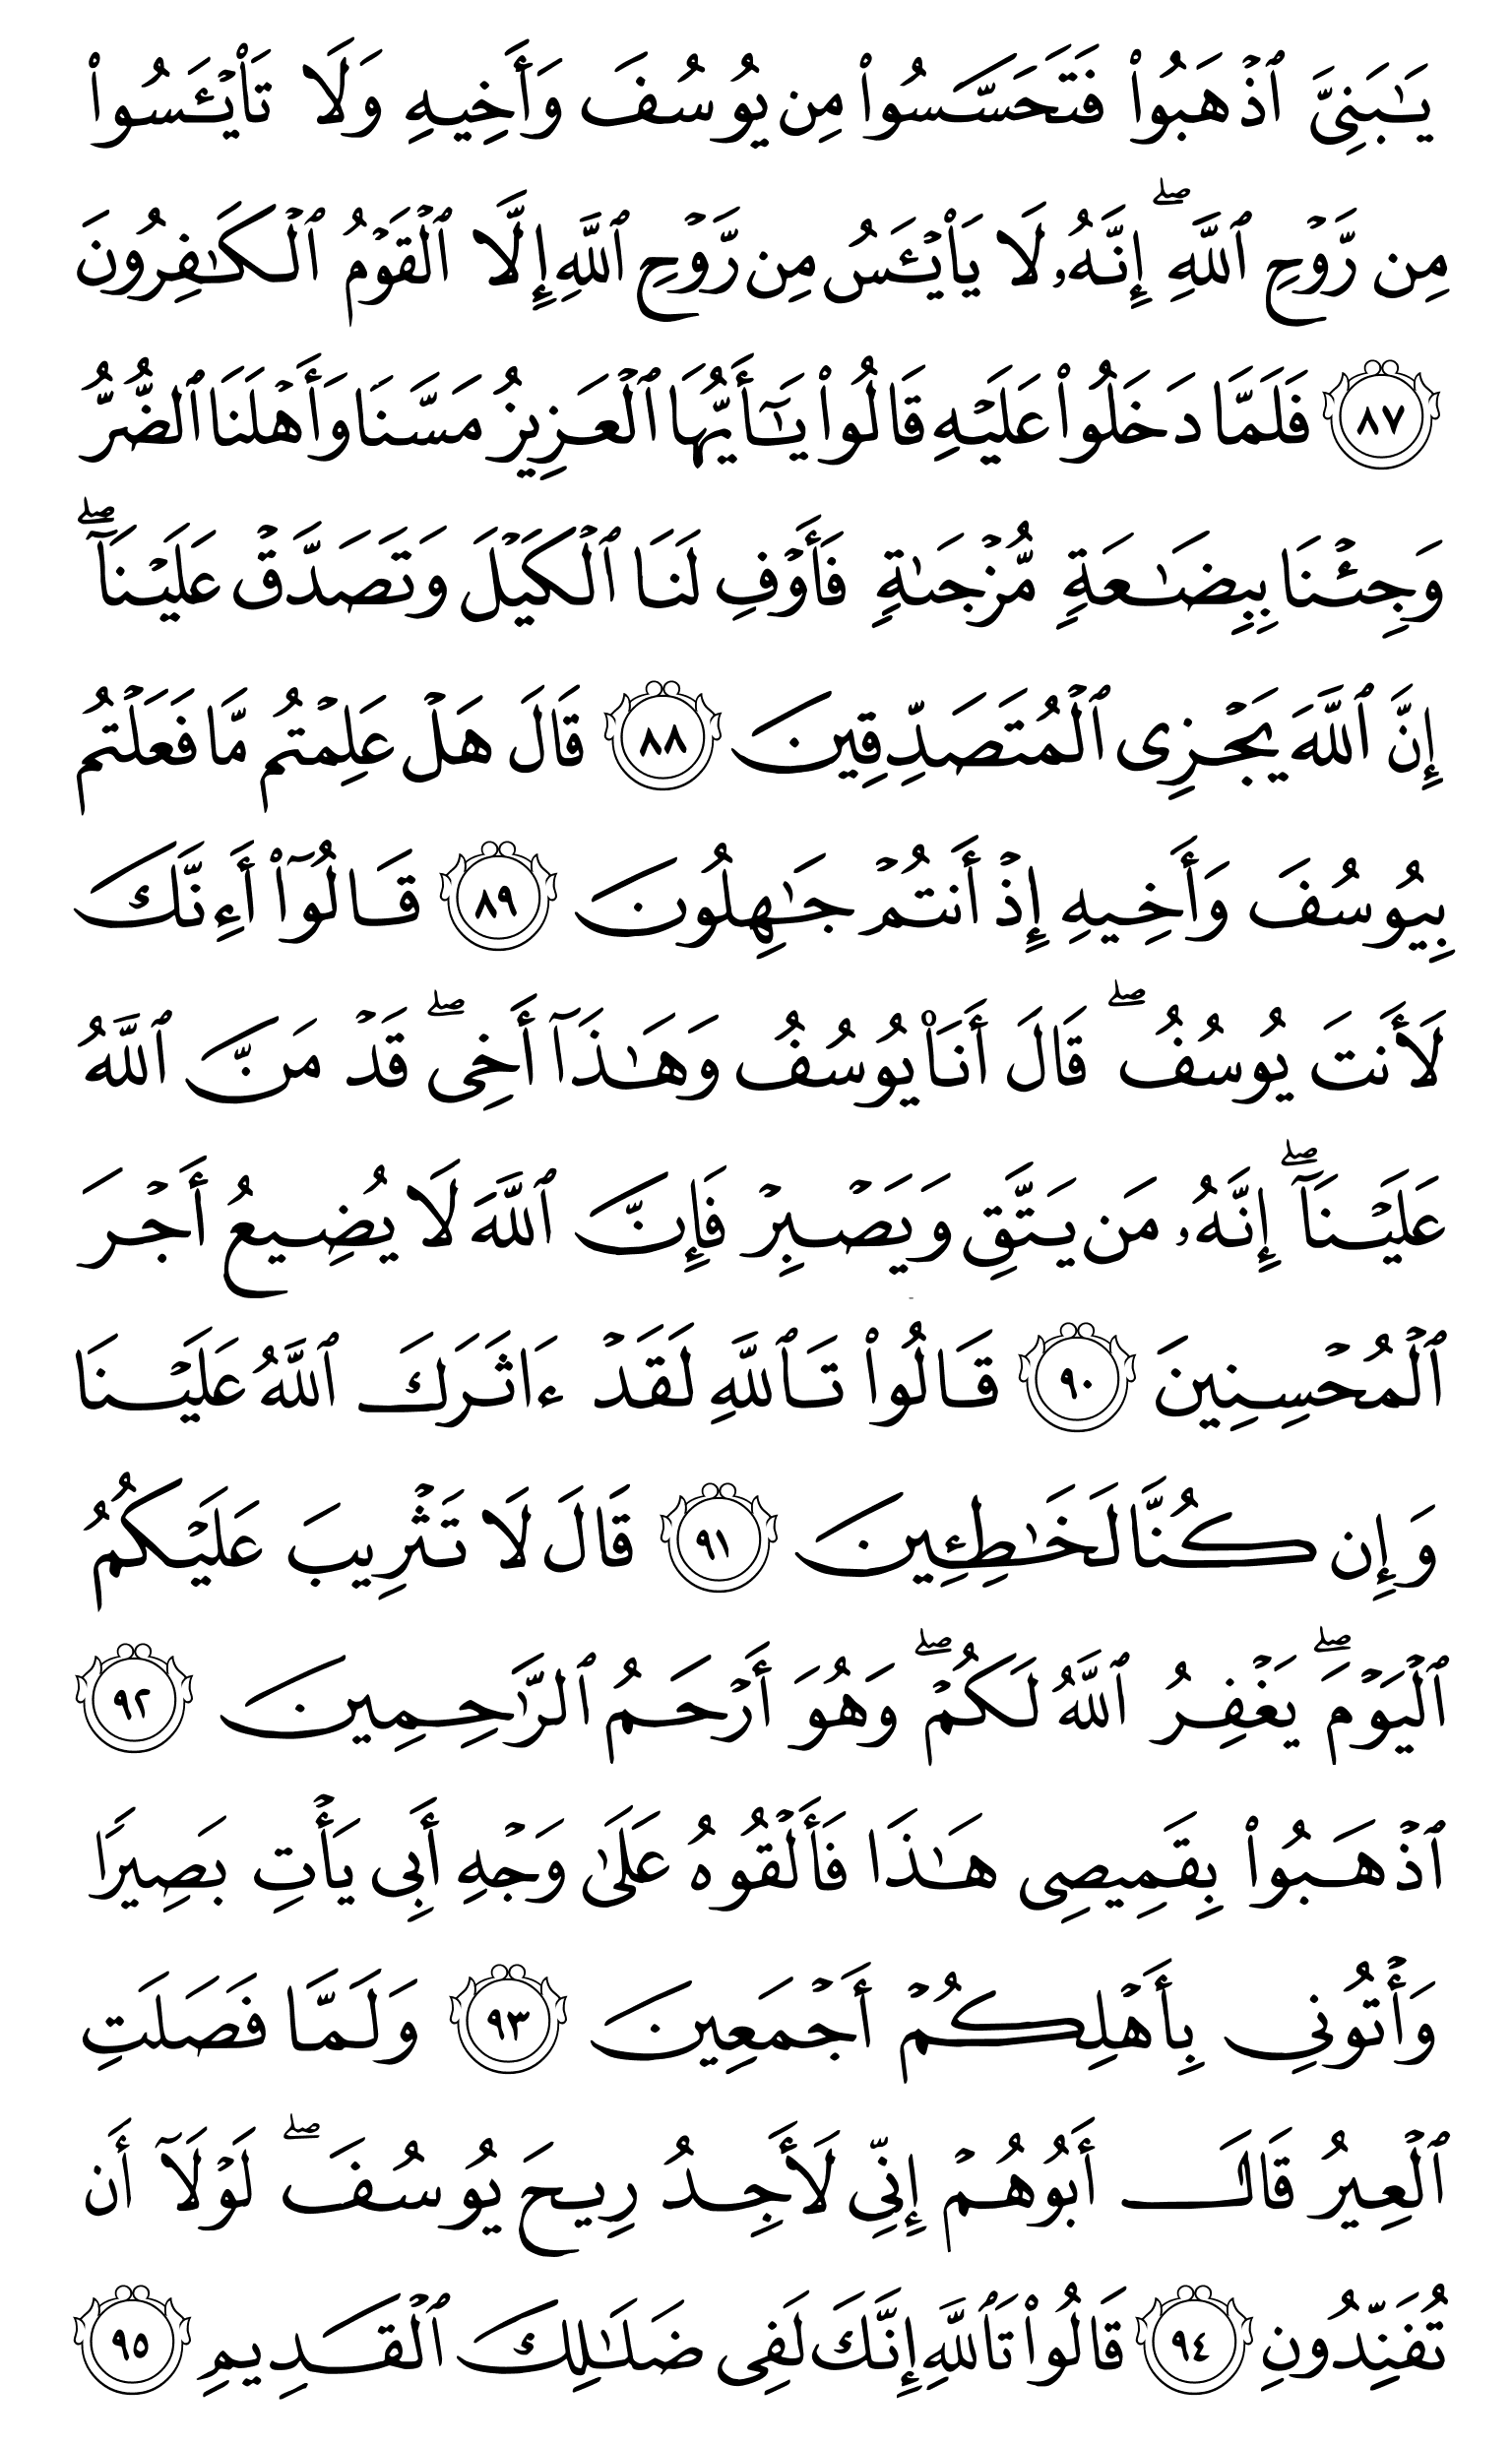 يَـٰبَنِىَّ ٱذْهَبُوا۟ فَتَحَسَّسُوا۟ مِن يُوسُفَ وَأَخِيهِ وَلَا تَا۟يْـَٔسُوا۟
مِن رَّوْحِ ٱللَّهِ ۖ إِنَّهُۥ لَا يَا۟يْـَٔسُ مِن رَّوْحِ ٱللَّهِ إِلَّا ٱلْقَوْمُ ٱلْكَـٰفِرُونَ
٨٧ فَلَمَّا دَخَلُوا۟ عَلَيْهِ قَالُوا۟ يَـٰٓأَيُّهَا ٱلْعَزِيزُ مَسَّنَا وَأَهْلَنَا ٱلضُّرُّ
وَجِئْنَا بِبِضَـٰعَةٍ مُّزْجَىٰةٍ فَأَوْفِ لَنَا ٱلْكَيْلَ وَتَصَدَّقْ عَلَيْنَآ ۖ
إِنَّ ٱللَّهَ يَجْزِى ٱلْمُتَصَدِّقِينَ ٨٨ قَالَ هَلْ عَلِمْتُم مَّا فَعَلْتُم
بِيُوسُفَ وَأَخِيهِ إِذْ أَنتُمْ جَـٰهِلُونَ ٨٩ قَالُوٓا۟ أَءِنَّكَ
لَأَنتَ يُوسُفُ ۖ قَالَ أَنَا۠ يُوسُفُ وَهَـٰذَآ أَخِى ۖ قَدْ مَنَّ ٱللَّهُ
عَلَيْنَآ ۖ إِنَّهُۥ مَن يَتَّقِ وَيَصْبِرْ فَإِنَّ ٱللَّهَ لَا يُضِيعُ أَجْرَ
ٱلْمُحْسِنِينَ ٩٠ قَالُوا۟ تَٱللَّهِ لَقَدْ ءَاثَرَكَ ٱللَّهُ عَلَيْنَا
وَإِن كُنَّا لَخَـٰطِـِٔينَ ٩١ قَالَ لَا تَثْرِيبَ عَلَيْكُمُ
ٱلْيَوْمَ ۖ يَغْفِرُ ٱللَّهُ لَكُمْ ۖ وَهُوَ أَرْحَمُ ٱلرَّٰحِمِينَ ٩٢
ٱذْهَبُوا۟ بِقَمِيصِى هَـٰذَا فَأَلْقُوهُ عَلَىٰ وَجْهِ أَبِى يَأْتِ بَصِيرًا
وَأْتُونِى بِأَهْلِكُمْ أَجْمَعِينَ ٩٣ وَلَمَّا فَصَلَتِ
ٱلْعِيرُ قَالَ أَبُوهُمْ إِنِّى لَأَجِدُ رِيحَ يُوسُفَ ۖ لَوْلَآ أَن
تُفَنِّدُونِ ٩٤ قَالُوا۟ تَٱللَّهِ إِنَّكَ لَفِى ضَلَـٰلِكَ ٱلْقَدِيمِ ٩٥